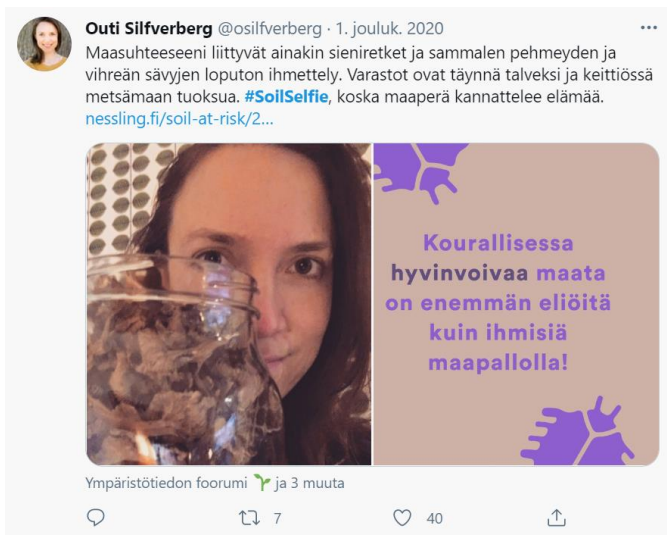 Outi Silfverberg @osilfverberg · 1. jouluk. 2020
Maasuhteeseeni liittyvät ainakin sieniretket ja sammalen pehmeyden ja
vihreän sävyjen loputon ihmettely. Varastot ovat täynnä talveksi ja keittiössä
metsämaan tuoksua. #SoilSelfie, koska maaperä kannattelee elämää.
nessling.fi/soil-at-risk/2...
Kourallisessa
hyvinvoivaa maata
on enemmän eliöitä
kuin ihmisiä
maapallolla!
Ympäristötiedon foorumi 🌱 ja 3 muuta
7 40